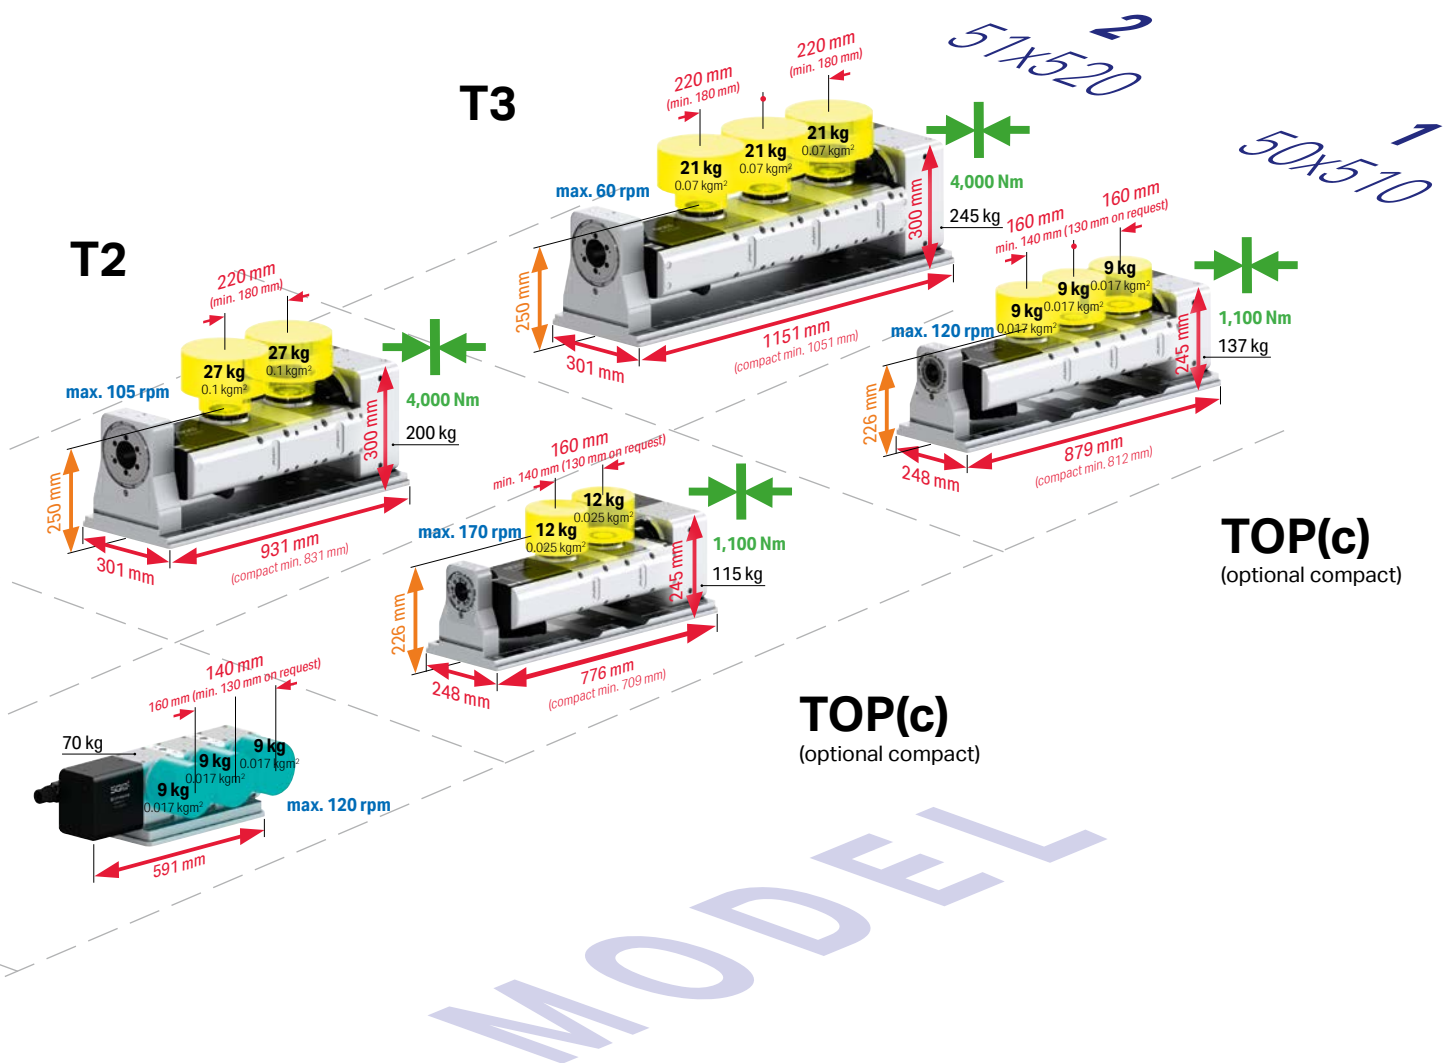 2
51x520
1
50x510
T3
220 mm
(min. 180 mm)
220 mm
(min. 180 mm)
21 kg
0.07 kgm²
21 kg
0.07 kgm²
21 kg
0.07 kgm²
max. 60 rpm
4,000 Nm
300 mm
245 kg
250 mm
301 mm
1151 mm
(compact min. 1051 mm)
T2
220 mm
(min. 180 mm)
27 kg
0.1 kgm²
27 kg
0.1 kgm²
max. 105 rpm
4,000 Nm
300 mm
200 kg
250 mm
301 mm
931 mm
(compact min. 831 mm)
160 mm
160 mm
min. 140 mm (130 mm on request)
9 kg
0.017 kgm²
9 kg
0.017 kgm²
9 kg
0.017 kgm²
max. 120 rpm
1,100 Nm
245 mm
137 kg
226 mm
248 mm
879 mm
(compact min. 812 mm)
TOP(c)
(optional compact)
160 mm
min. 140 mm (130 mm on request)
12 kg
0.025 kgm²
12 kg
0.025 kgm²
max. 170 rpm
1,100 Nm
245 mm
115 kg
226 mm
248 mm
776 mm
(compact min. 709 mm)
TOP(c)
(optional compact)
140 mm
160 mm (min. 130 mm on request)
70 kg
9 kg
0.017 kgm²
9 kg
0.017 kgm²
9 kg
0.017 kgm²
max. 120 rpm
591 mm
MODEL